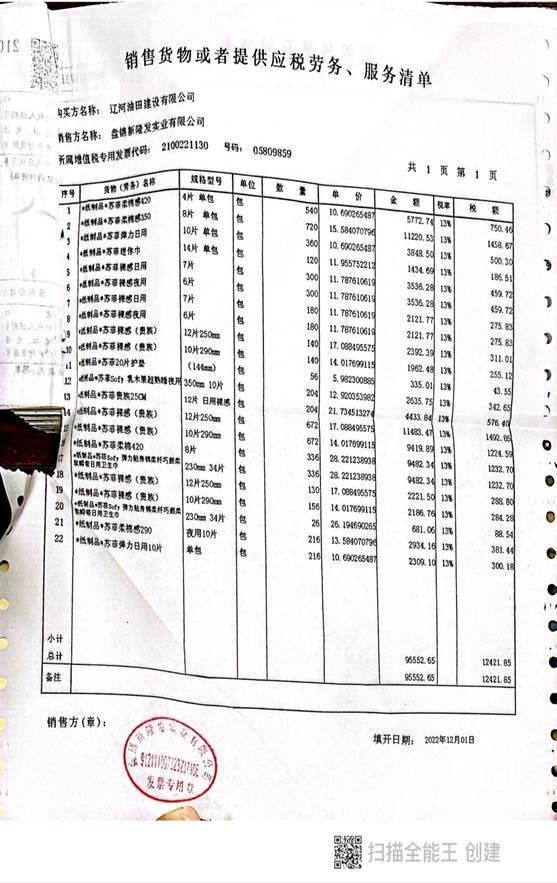 销售货物或者提供应税劳务、服务清单
购买方名称： 辽河油田建设有限公司
销售方名称： 盘锦新隆发实业有限公司
所属增值税专用发票代码： 2100221130 号码： 05809859
共 1 页 第 1 页
序号 货物（劳务）名称 规格型号 单位 数 量 单 价 金 额 税率 税 额
1 *纸制品*苏菲柔棉感420 4片 单包 包 540 10.690265487 5772.74 13% 750.46
2 *纸制品*苏菲柔棉感350 8片 单包 包 720 15.584070796 11220.53 13% 1458.67
3 *纸制品*苏菲弹力日用 10片 单包 包 360 10.690265487 3848.50 13% 500.30
4 *纸制品*苏菲迷你巾 14片 单包 包 120 11.955752212 1434.69 13% 186.51
5 *纸制品*苏菲裸感日用 7片 包 300 11.787610619 3536.28 13% 459.72
6 *纸制品*苏菲裸感夜用 6片 包 300 11.787610619 3536.28 13% 459.72
7 *纸制品*苏菲裸感日用 7片 包 180 11.787610619 2121.77 13% 275.83
8 *纸制品*苏菲裸感夜用 6片 包 180 11.787610619 2121.77 13% 275.83
9 *纸制品*苏菲裸感（贵族） 12片250mm 包 140 17.088495575 2392.39 13% 311.01
10 *纸制品*苏菲裸感（贵族） 10片290mm 包 140 14.017699115 1962.48 13% 255.12
11 *纸制品*苏菲20片护垫 （144mm） 包 56 5.982300885 335.01 13% 43.55
12 *纸制品*苏菲Sofy 乳木果超熟睡夜用 350mm 10片 包 204 12.920353982 2635.75 13% 342.65
*纸制品*苏菲贵族25CM 12片 日用裸感 包 204 21.734513274 4433.84 13% 576.40
14 *纸制品*苏菲裸感（贵族） 12片250mm 包 672 17.088495575 11483.47 13% 1492.85
*纸制品*苏菲裸感（贵族） 10片290mm 包 672 14.017699115 9419.89 13% 1224.59
*纸制品*苏菲柔棉420 8片 包 336 28.221238938 9482.34 13% 1232.70
17 *纸制品*苏菲Sofy 弹力贴身棉柔纤巧超柔
软瞬吸日用卫生巾 230mm 34片 包 336 28.221238938 9482.34 13% 1232.70
18 *纸制品*苏菲裸感（贵族） 12片250mm 包 130 17.088495575 2221.50 13% 288.80
19 *纸制品*苏菲裸感（贵族） 10片290mm 包 156 14.017699115 2186.76 13% 284.28
20 *纸制品*苏菲Sofy 弹力贴身棉柔纤巧超柔
软瞬吸日用卫生巾 230mm 34片 包 26 26.194690265 681.06 13% 88.54
21 *纸制品*苏菲柔棉感290 夜用10片 包 216 13.584070796 2934.16 13% 381.44
22 *纸制品*苏菲弹力日用10片 单包 包 216 10.690265487 2309.10 13% 300.18
小计 95552.65 12421.85
总计 95552.65 12421.85
备注
销售方(章)：
发票专用章
填开日期： 2022年12月01日
扫描全能王 创建